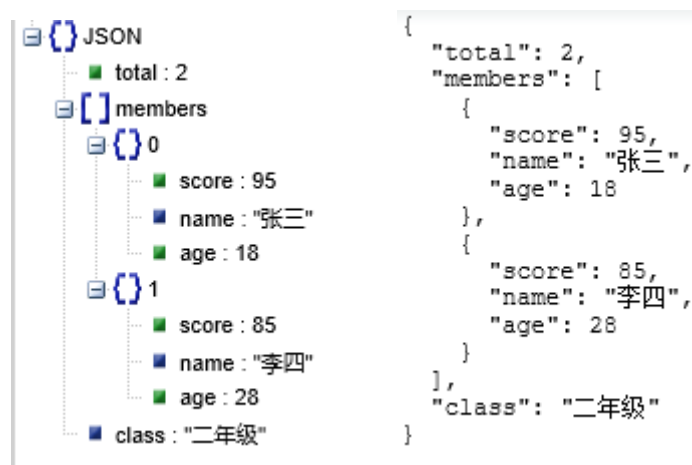 JSON
total : 2
members
0
score : 95
name : "张三"
age : 18
1
score : 85
name : "李四"
age : 28
class : "二年级"
{
"total": 2,
"members": [
{
"score": 95,
"name": "张三",
"age": 18
},
{
"score": 85,
"name": "李四",
"age": 28
}
],
"class": "二年级"
}